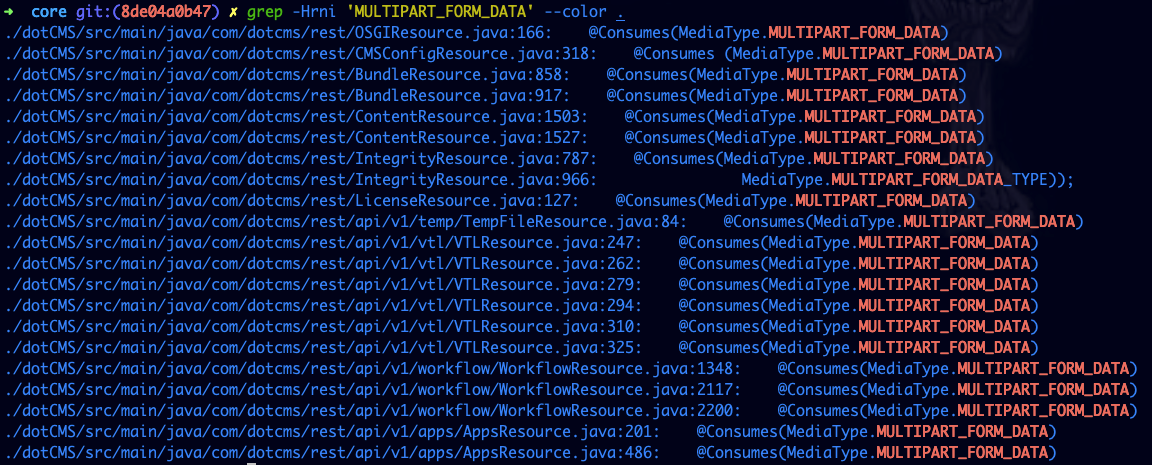 ➜ core git:(8de04a0b47) ✗ grep -Hrni 'MULTIPART_FORM_DATA' --color .
./dotCMS/src/main/java/com/dotcms/rest/OSGIResource.java:166:    @Consumes(MediaType.MULTIPART_FORM_DATA)
./dotCMS/src/main/java/com/dotcms/rest/CMSConfigResource.java:318:    @Consumes (MediaType.MULTIPART_FORM_DATA)
./dotCMS/src/main/java/com/dotcms/rest/BundleResource.java:858:    @Consumes(MediaType.MULTIPART_FORM_DATA)
./dotCMS/src/main/java/com/dotcms/rest/BundleResource.java:917:    @Consumes(MediaType.MULTIPART_FORM_DATA)
./dotCMS/src/main/java/com/dotcms/rest/ContentResource.java:1503:    @Consumes(MediaType.MULTIPART_FORM_DATA)
./dotCMS/src/main/java/com/dotcms/rest/ContentResource.java:1527:    @Consumes(MediaType.MULTIPART_FORM_DATA)
./dotCMS/src/main/java/com/dotcms/rest/IntegrityResource.java:787:    @Consumes(MediaType.MULTIPART_FORM_DATA)
./dotCMS/src/main/java/com/dotcms/rest/IntegrityResource.java:966:                MediaType.MULTIPART_FORM_DATA_TYPE));
./dotCMS/src/main/java/com/dotcms/rest/LicenseResource.java:127:    @Consumes(MediaType.MULTIPART_FORM_DATA)
./dotCMS/src/main/java/com/dotcms/rest/api/v1/temp/TempFileResource.java:84:    @Consumes(MediaType.MULTIPART_FORM_DATA)
./dotCMS/src/main/java/com/dotcms/rest/api/v1/vtl/VTLResource.java:247:    @Consumes(MediaType.MULTIPART_FORM_DATA)
./dotCMS/src/main/java/com/dotcms/rest/api/v1/vtl/VTLResource.java:262:    @Consumes(MediaType.MULTIPART_FORM_DATA)
./dotCMS/src/main/java/com/dotcms/rest/api/v1/vtl/VTLResource.java:279:    @Consumes(MediaType.MULTIPART_FORM_DATA)
./dotCMS/src/main/java/com/dotcms/rest/api/v1/vtl/VTLResource.java:294:    @Consumes(MediaType.MULTIPART_FORM_DATA)
./dotCMS/src/main/java/com/dotcms/rest/api/v1/vtl/VTLResource.java:310:    @Consumes(MediaType.MULTIPART_FORM_DATA)
./dotCMS/src/main/java/com/dotcms/rest/api/v1/vtl/VTLResource.java:325:    @Consumes(MediaType.MULTIPART_FORM_DATA)
./dotCMS/src/main/java/com/dotcms/rest/api/v1/workflow/WorkflowResource.java:1348:    @Consumes(MediaType.MULTIPART_FORM_DATA)
./dotCMS/src/main/java/com/dotcms/rest/api/v1/workflow/WorkflowResource.java:2117:    @Consumes(MediaType.MULTIPART_FORM_DATA)
./dotCMS/src/main/java/com/dotcms/rest/api/v1/workflow/WorkflowResource.java:2200:    @Consumes(MediaType.MULTIPART_FORM_DATA)
./dotCMS/src/main/java/com/dotcms/rest/api/v1/apps/AppsResource.java:201:    @Consumes(MediaType.MULTIPART_FORM_DATA)
./dotCMS/src/main/java/com/dotcms/rest/api/v1/apps/AppsResource.java:486:    @Consumes(MediaType.MULTIPART_FORM_DATA)